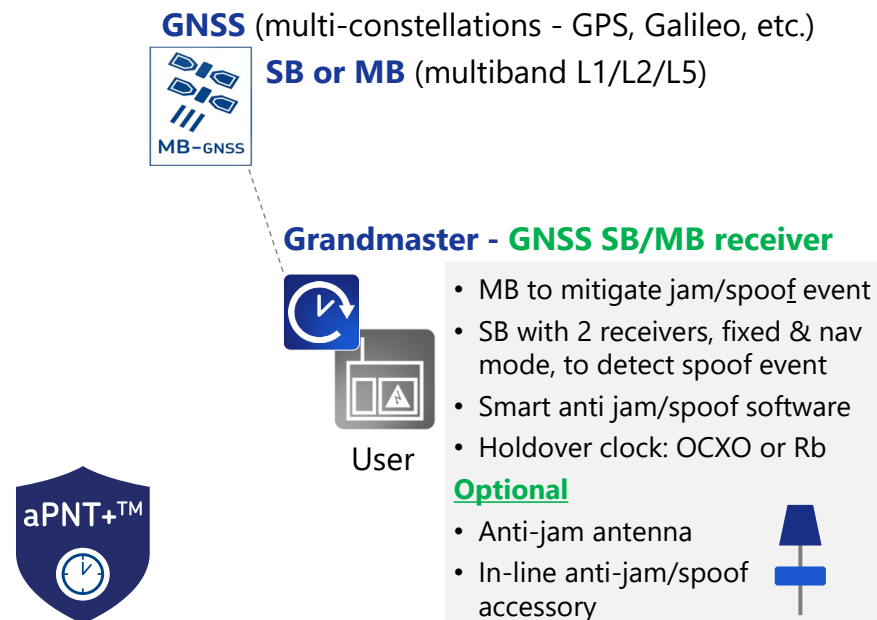 GNSS (multi-constellations - GPS, Galileo, etc.)
SB or MB (multiband L1/L2/L5)
MB-GNSS
Grandmaster - GNSS SB/MB receiver
• MB to mitigate jam/spoof event
• SB with 2 receivers, fixed & nav
mode, to detect spoof event
• Smart anti jam/spoof software
• Holdover clock: OCXO or Rb
User
Optional
• Anti-jam antenna
• In-line anti-jam/spoof
accessory
aPNT+™